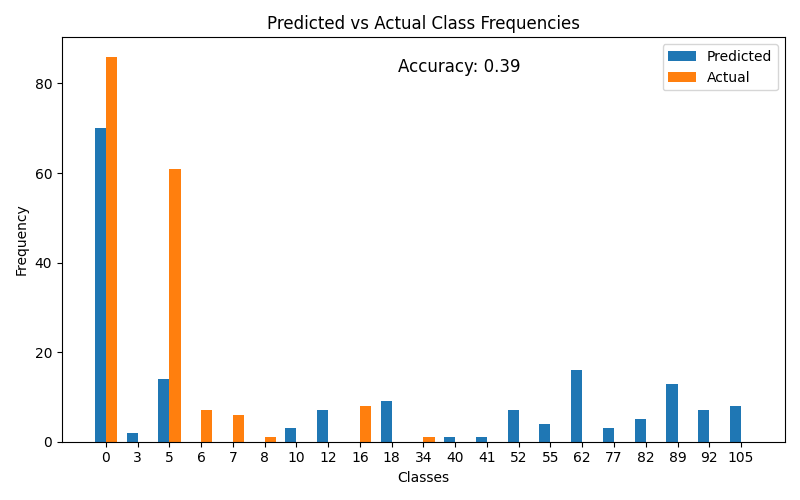 Predicted vs Actual Class Frequencies
Accuracy: 0.39
Predicted
Actual
80
60
40
20
0
Frequency
0 3 5 6 7 8 10 12 16 18 34 40 41 52 55 62 77 82 89 92 105
Classes